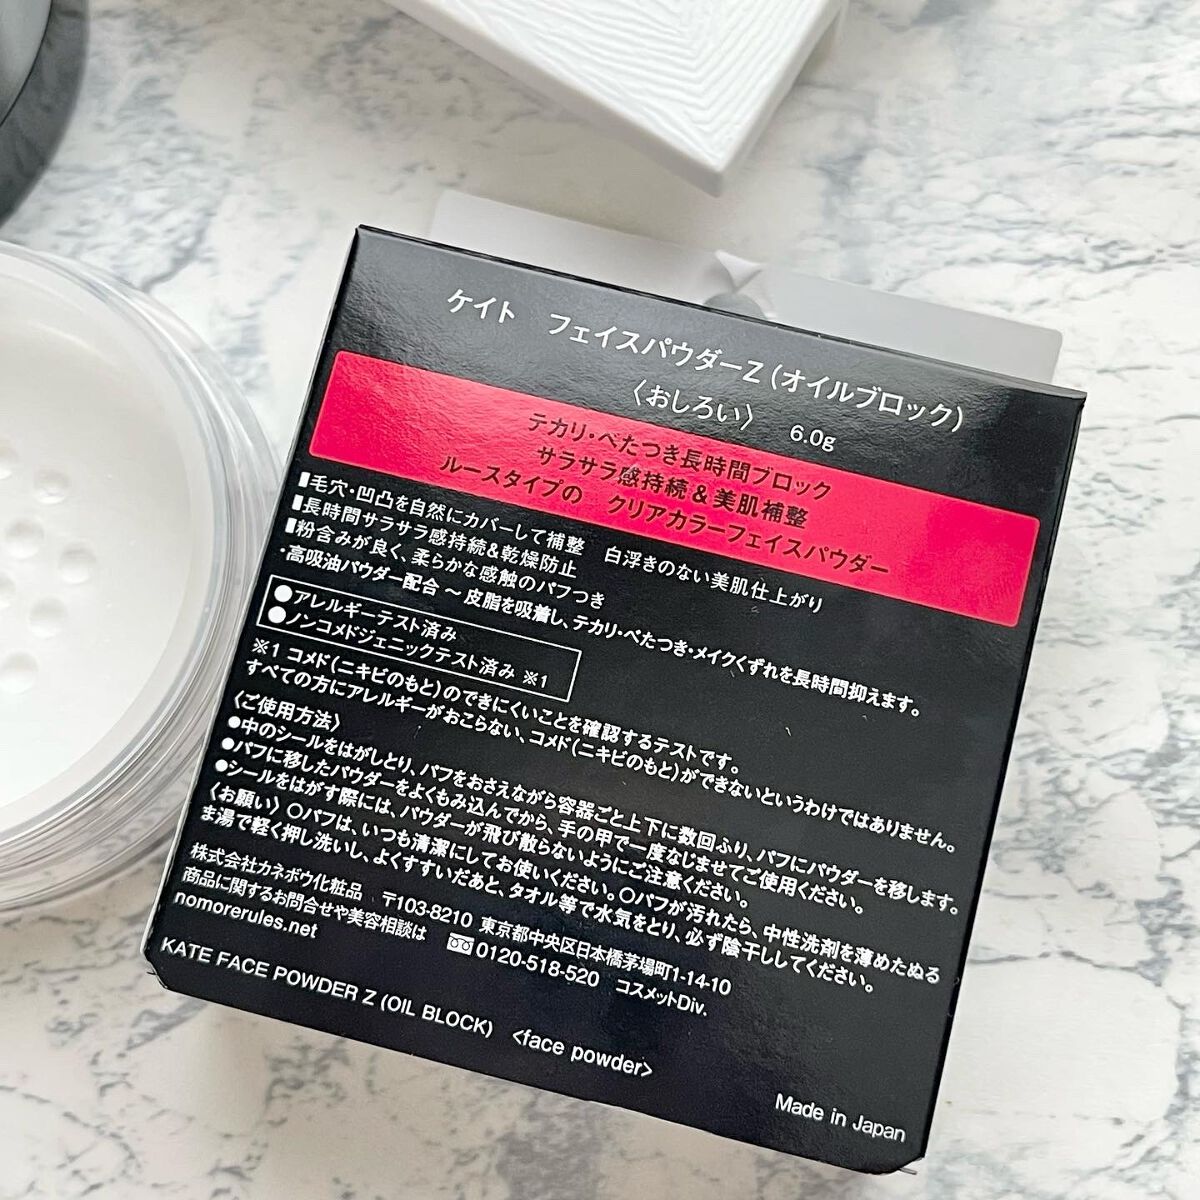 ケイト　フェイスパウダーZ（オイルブロック）
〈おしろい〉　6.0g
テカリ・べたつき長時間ブロック
サラサラ感持続＆美肌補整
ルースタイプの　クリアカラーフェイスパウダー
▮毛穴・凹凸を自然にカバーして補整　白浮きのない美肌仕上がり
▮長時間サラサラ感持続&乾燥防止
▮粉含みが良く、柔らかな感触のパフつき
・高吸油パウダー配合 ～ 皮脂を吸着し、テカリ・べたつき・メイクくずれを長時間抑えます。
●アレルギーテスト済み
●ノンコメドジェニックテスト済み ※1
※1 コメド（ニキビのもと）のできにくいことを確認するテストです。
すべての方にアレルギーがおこらない、コメド（ニキビのもと）ができないというわけではありません。
〈ご使用方法〉
●中のシールをはがしとり、パフをおさえながら容器ごと上下に数回ふり、パフにパウダーを移します。
●パフに移したパウダーをよくもみ込んでから、手の甲で一度なじませてご使用ください。
●シールをはがす際には、パウダーが飛び散らないようにご注意ください。
〈お願い〉○パフは、いつも清潔にしてお使いください。○パフが汚れたら、中性洗剤を薄めたぬる
ま湯で軽く押し洗いし、よくすすいだあと、タオル等で水気をとり、必ず陰干ししてください。
株式会社カネボウ化粧品　〒103-8210　東京都中央区日本橋茅場町1-14-10
商品に関するお問合せや美容相談は　0120-518-520　コスメットDiv.
nomorerules.net
KATE FACE POWDER Z (OIL BLOCK)　<face powder>
Made in Japan